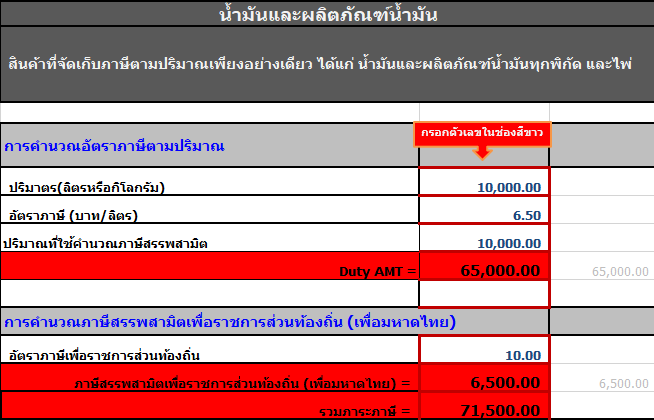 น้ำมันและผลิตภัณฑ์น้ำมัน
สินค้าที่จัดเก็บภาษีตามปริมาณเพียงอย่างเดียว ได้แก่ น้ำมันและผลิตภัณฑ์น้ำมันทุกพิกัด และไพ่
กรอกตัวเลขในช่องสีขาว
การคำนวณอัตราภาษีตามปริมาณ
ปริมาตร(ลิตรหรือกิโลกรัม) 10,000.00
อัตราภาษี (บาท/ลิตร) 6.50
ปริมาณที่ใช้คำนวณภาษีสรรพสามิต 10,000.00
Duty AMT = 65,000.00 65,000.00
การคำนวณภาษีสรรพสามิตเพื่อราชการส่วนท้องถิ่น (เพื่อมหาดไทย)
อัตราภาษีเพื่อราชการส่วนท้องถิ่น 10.00
ภาษีสรรพสามิตเพื่อราชการส่วนท้องถิ่น (เพื่อมหาดไทย) = 6,500.00 6,500.00
รวมภาระภาษี = 71,500.00